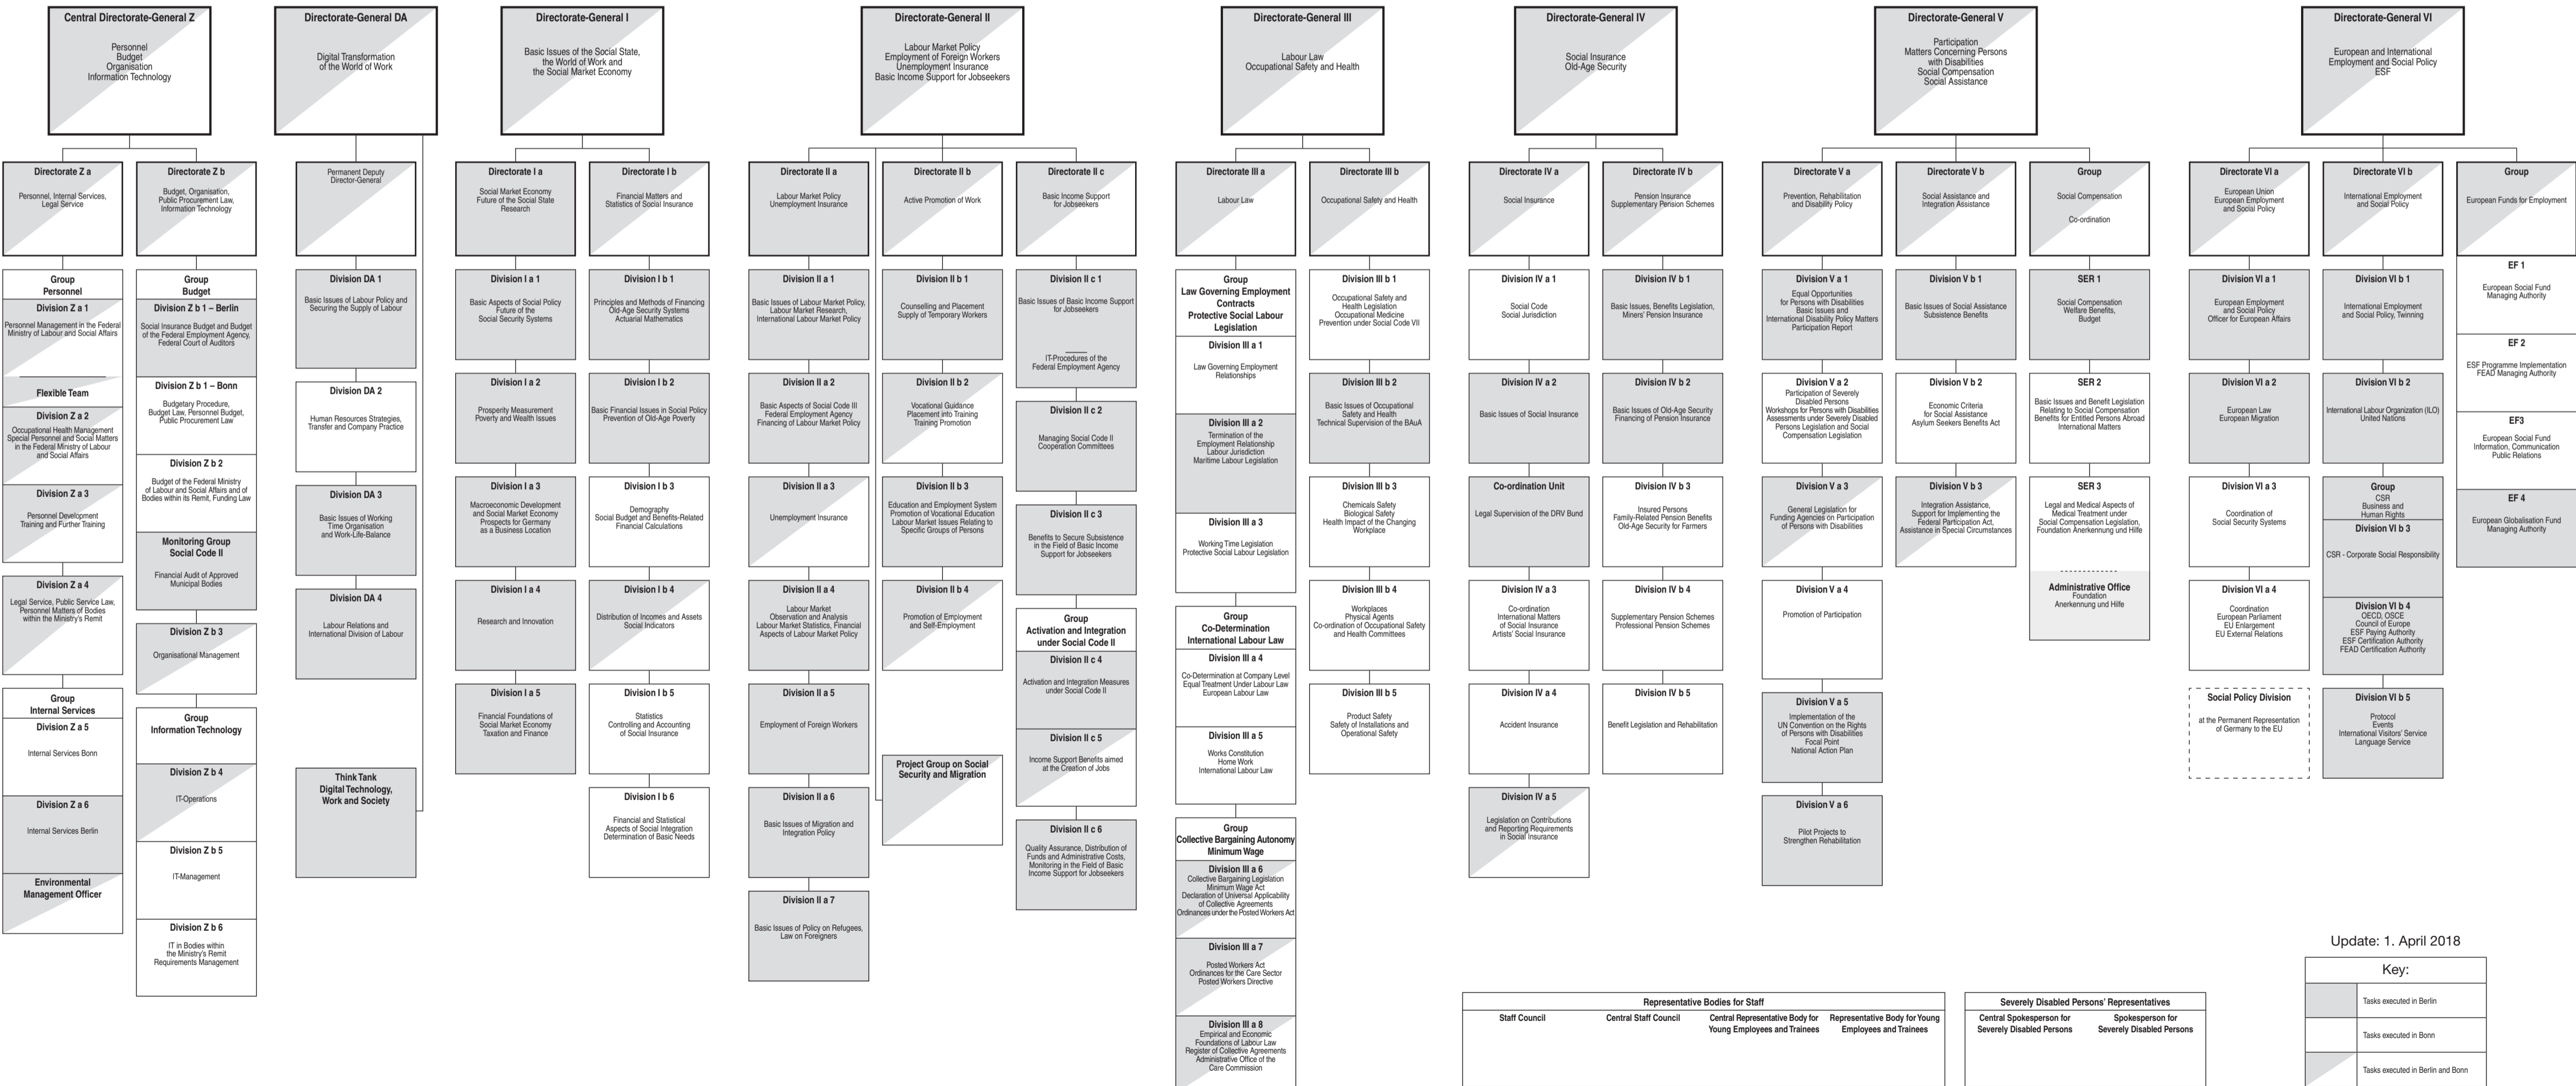 Central Directorate-General Z
Personnel
Budget
Organisation
Information Technology
Directorate Z a
Personnel, Internal Services,
Legal Service
Group
Personnel
Division Z a 1
Personnel Management in the Federal
Ministry of Labour and Social Affairs
Flexible Team
Division Z a 2
Occupational Health Management
Special Personnel and Social Matters
in the Federal Ministry of Labour
and Social Affairs
Division Z a 3
Personnel Development
Training and Further Training
Division Z a 4
Legal Service, Public Service Law,
Personnel Matters of Bodies
within the Ministry's Remit
Group
Internal Services
Division Z a 5
Internal Services Bonn
Division Z a 6
Internal Services Berlin
Environmental
Management Officer
Directorate Z b
Budget, Organisation,
Public Procurement Law,
Information Technology
Group
Budget
Division Z b 1 – Berlin
Social Insurance Budget and Budget
of the Federal Employment Agency,
Federal Court of Auditors
Division Z b 1 – Bonn
Budgetary Procedure,
Budget Law, Personnel Budget,
Public Procurement Law
Division Z b 2
Budget of the Federal Ministry
of Labour and Social Affairs and of
Bodies within its Remit, Funding Law
Monitoring Group
Social Code II
Financial Audit of Approved
Municipal Bodies
Division Z b 3
Organisational Management
Group
Information Technology
Division Z b 4
IT-Operations
Division Z b 5
IT-Management
Division Z b 6
IT in Bodies within
the Ministry's Remit
Requirements Management
Directorate-General DA
Digital Transformation
of the World of Work
Permanent Deputy
Director-General
Division DA 1
Basic Issues of Labour Policy and
Securing the Supply of Labour
Division DA 2
Human Resources Strategies,
Transfer and Company Practice
Division DA 3
Basic Issues of Working
Time Organisation
and Work-Life-Balance
Division DA 4
Labour Relations and
International Division of Labour
Think Tank
Digital Technology,
Work and Society
Directorate-General I
Basic Issues of the Social State,
the World of Work and
the Social Market Economy
Directorate I a
Social Market Economy
Future of the Social State
Research
Division I a 1
Basic Aspects of Social Policy
Future of the
Social Security Systems
Division I a 2
Prosperity Measurement
Poverty and Wealth Issues
Division I a 3
Macroeconomic Development
and Social Market Economy
Prospects for Germany
as a Business Location
Division I a 4
Research and Innovation
Division I a 5
Financial Foundations of
Social Market Economy
Taxation and Finance
Directorate I b
Financial Matters and
Statistics of Social Insurance
Division I b 1
Principles and Methods of Financing
Old-Age Security Systems
Actuarial Mathematics
Division I b 2
Basic Financial Issues in Social Policy
Prevention of Old-Age Poverty
Division I b 3
Demography
Social Budget and Benefits-Related
Financial Calculations
Division I b 4
Distribution of Incomes and Assets
Social Indicators
Division I b 5
Statistics
Controlling and Accounting
of Social Insurance
Division I b 6
Financial and Statistical
Aspects of Social Integration
Determination of Basic Needs
Directorate-General II
Labour Market Policy
Employment of Foreign Workers
Unemployment Insurance
Basic Income Support for Jobseekers
Directorate II a
Labour Market Policy
Unemployment Insurance
Division II a 1
Basic Issues of Labour Market Policy,
Labour Market Research,
International Labour Market Policy
Division II a 2
Basic Aspects of Social Code III
Federal Employment Agency
Financing of Labour Market Policy
Division II a 3
Unemployment Insurance
Division II a 4
Labour Market
Observation and Analysis
Labour Market Statistics, Financial
Aspects of Labour Market Policy
Division II a 5
Employment of Foreign Workers
Division II a 6
Basic Issues of Migration and
Integration Policy
Division II a 7
Basic Issues of Policy on Refugees,
Law on Foreigners
Directorate II b
Active Promotion of Work
Division II b 1
Counselling and Placement
Supply of Temporary Workers
Division II b 2
Vocational Guidance
Placement into Training
Training Promotion
Division II b 3
Education and Employment System
Promotion of Vocational Education
Labour Market Issues Relating to
Specific Groups of Persons
Division II b 4
Promotion of Employment
and Self-Employment
Project Group on Social
Security and Migration
Directorate II c
Basic Income Support
for Jobseekers
Division II c 1
Basic Issues of Basic Income Support
for Jobseekers
IT-Procedures of the
Federal Employment Agency
Division II c 2
Managing Social Code II
Cooperation Committees
Division II c 3
Benefits to Secure Subsistence
in the Field of Basic Income
Support for Jobseekers
Group
Activation and Integration
under Social Code II
Division II c 4
Activation and Integration Measures
under Social Code II
Division II c 5
Income Support Benefits aimed
at the Creation of Jobs
Division II c 6
Quality Assurance, Distribution of
Funds and Administrative Costs,
Monitoring in the Field of Basic
Income Support for Jobseekers
Directorate-General III
Labour Law
Occupational Safety and Health
Directorate III a
Labour Law
Group
Law Governing Employment
Contracts
Protective Social Labour
Legislation
Division III a 1
Law Governing Employment
Relationships
Division III a 2
Termination of the
Employment Relationship
Labour Jurisdiction
Maritime Labour Legislation
Division III a 3
Working Time Legislation
Protective Social Labour Legislation
Group
Co-Determination
International Labour Law
Division III a 4
Co-Determination at Company Level
Equal Treatment Under Labour Law
European Labour Law
Division III a 5
Works Constitution
Home Work
International Labour Law
Group
Collective Bargaining Autonomy
Minimum Wage
Division III a 6
Collective Bargaining Legislation
Minimum Wage Act
Declaration of Universal Applicability
of Collective Agreements
Ordinances under the Posted Workers Act
Division III a 7
Posted Workers Act
Ordinances for the Care Sector
Posted Workers Directive
Division III a 8
Empirical and Economic
Foundations of Labour Law
Register of Collective Agreements
Administrative Office of the
Care Commission
Directorate III b
Occupational Safety and Health
Division III b 1
Occupational Safety and
Health Legislation
Occupational Medicine
Prevention under Social Code VII
Division III b 2
Basic Issues of Occupational
Safety and Health
Technical Supervision of the BAuA
Division III b 3
Chemicals Safety
Biological Safety
Health Impact of the Changing
Workplace
Division III b 4
Workplaces
Physical Agents
Co-ordination of Occupational Safety
and Health Committees
Division III b 5
Product Safety
Safety of Installations and
Operational Safety
Directorate-General IV
Social Insurance
Old-Age Security
Directorate IV a
Social Insurance
Division IV a 1
Social Code
Social Jurisdiction
Division IV a 2
Basic Issues of Social Insurance
Co-ordination Unit
Legal Supervision of the DRV Bund
Division IV a 3
Co-ordination
International Matters
of Social Insurance
Artists' Social Insurance
Division IV a 4
Accident Insurance
Division IV a 5
Legislation on Contributions
and Reporting Requirements
in Social Insurance
Directorate IV b
Pension Insurance
Supplementary Pension Schemes
Division IV b 1
Basic Issues, Benefits Legislation,
Miners' Pension Insurance
Division IV b 2
Basic Issues of Old-Age Security
Financing of Pension Insurance
Division IV b 3
Insured Persons
Family-Related Pension Benefits
Old-Age Security for Farmers
Division IV b 4
Supplementary Pension Schemes
Professional Pension Schemes
Division IV b 5
Benefit Legislation and Rehabilitation
Directorate-General V
Participation
Matters Concerning Persons
with Disabilities
Social Compensation
Social Assistance
Directorate V a
Prevention, Rehabilitation
and Disability Policy
Division V a 1
Equal Opportunities
for Persons with Disabilities
Basic Issues and
International Disability Policy Matters
Participation Report
Division V a 2
Participation of Severely
Disabled Persons
Workshops for Persons with Disabilities
Assessments under Severely Disabled
Persons Legislation and Social
Compensation Legislation
Division V a 3
General Legislation for
Funding Agencies on Participation
of Persons with Disabilities
Division V a 4
Promotion of Participation
Division V a 5
Implementation of the
UN Convention on the Rights
of Persons with Disabilities
Focal Point
National Action Plan
Division V a 6
Pilot Projects to
Strengthen Rehabilitation
Directorate V b
Social Assistance and
Integration Assistance
Division V b 1
Basic Issues of Social Assistance
Subsistence Benefits
Division V b 2
Economic Criteria
for Social Assistance
Asylum Seekers Benefits Act
Division V b 3
Integration Assistance,
Support for Implementing the
Federal Participation Act,
Assistance in Special Circumstances
Group
Social Compensation
Co-ordination
SER 1
Social Compensation
Welfare Benefits,
Budget
SER 2
Basic Issues and Benefit Legislation
Relating to Social Compensation
Benefits for Entitled Persons Abroad
International Matters
SER 3
Legal and Medical Aspects of
Medical Treatment under
Social Compensation Legislation,
Foundation Anerkennung und Hilfe
Administrative Office
Foundation
Anerkennung und Hilfe
Directorate-General VI
European and International
Employment and Social Policy
ESF
Directorate VI a
European Union
European Employment
and Social Policy
Division VI a 1
European Employment
and Social Policy
Officer for European Affairs
Division VI a 2
European Law
European Migration
Division VI a 3
Coordination of
Social Security Systems
Division VI a 4
Coordination
European Parliament
EU Enlargement
EU External Relations
Social Policy Division
at the Permanent Representation
of Germany to the EU
Directorate VI b
International Employment
and Social Policy
Division VI b 1
International Employment
and Social Policy, Twinning
Division VI b 2
International Labour Organization (ILO)
United Nations
Group
CSR
Business and
Human Rights
Division VI b 3
CSR - Corporate Social Responsibility
Division VI b 4
OECD, OSCE
Council of Europe
ESF Paying Authority
ESF Certification Authority
FEAD Certification Authority
Division VI b 5
Protocol
Events
International Visitors' Service
Language Service
Group
European Funds for Employment
EF 1
European Social Fund
Managing Authority
EF 2
ESF Programme Implementation
FEAD Managing Authority
EF3
European Social Fund
Information, Communication
Public Relations
EF 4
European Globalisation Fund
Managing Authority
Representative Bodies for Staff
Staff Council
Central Staff Council
Central Representative Body for
Young Employees and Trainees
Representative Body for Young
Employees and Trainees
Severely Disabled Persons' Representatives
Central Spokesperson for
Severely Disabled Persons
Spokesperson for
Severely Disabled Persons
Update: 1. April 2018
Key:
Tasks executed in Berlin
Tasks executed in Bonn
Tasks executed in Berlin and Bonn